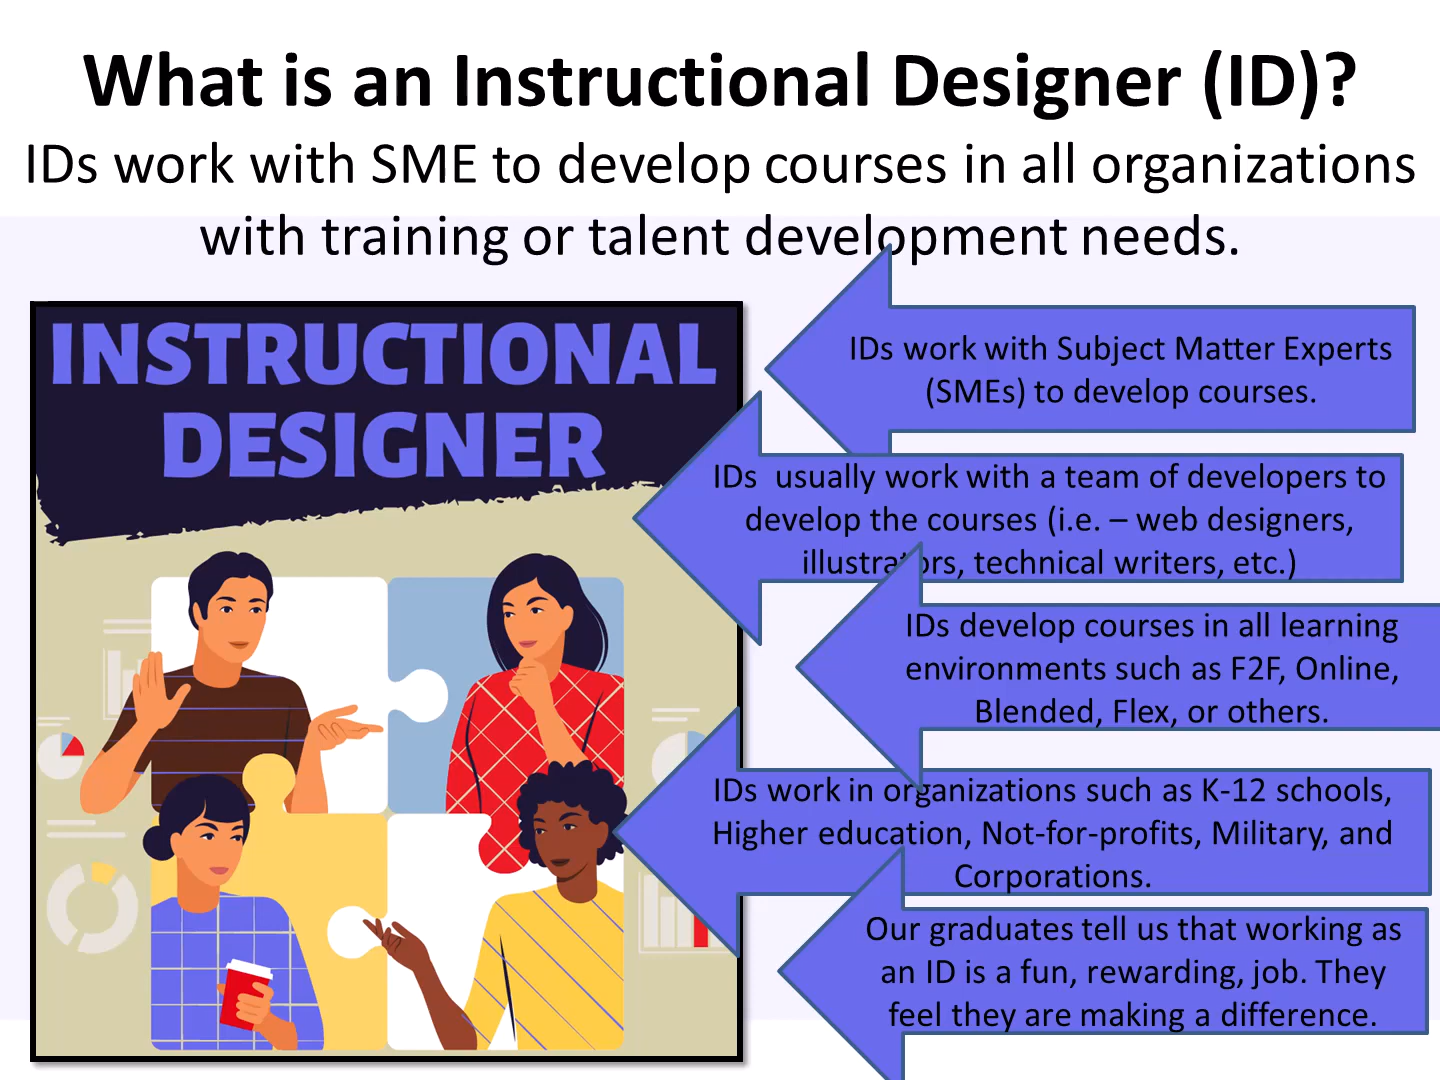 What is an Instructional Designer (ID)?
IDs work with SME to develop courses in all organizations
with training or talent development needs.
INSTRUCTIONAL
DESIGNER
IDs work with Subject Matter Experts
(SMEs) to develop courses.
IDs  usually work with a team of developers to
develop the courses (i.e. – web designers,
illustrators, technical writers, etc.)
IDs develop courses in all learning
environments such as F2F, Online,
Blended, Flex, or others.
IDs work in organizations such as K-12 schools,
Higher education, Not-for-profits, Military, and
Corporations.
Our graduates tell us that working as
an ID is a fun, rewarding, job. They
feel they are making a difference.